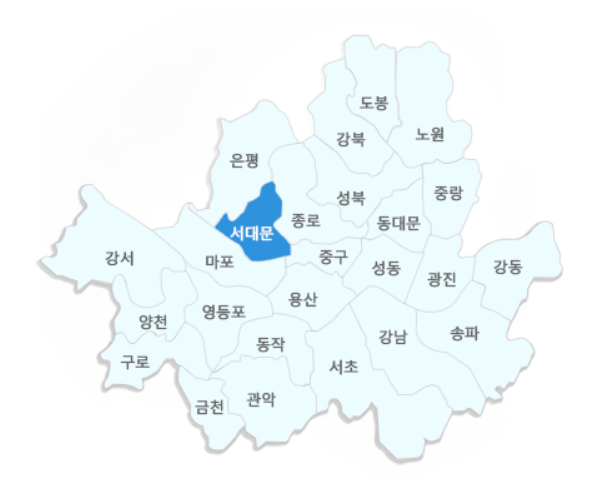 도봉
노원
강북
은평
중랑
성북
종로
동대문
서대문
중구
강서
마포
성동
강동
광진
용산
영등포
양천
송파
강남
동작
구로
서초
관악
금천